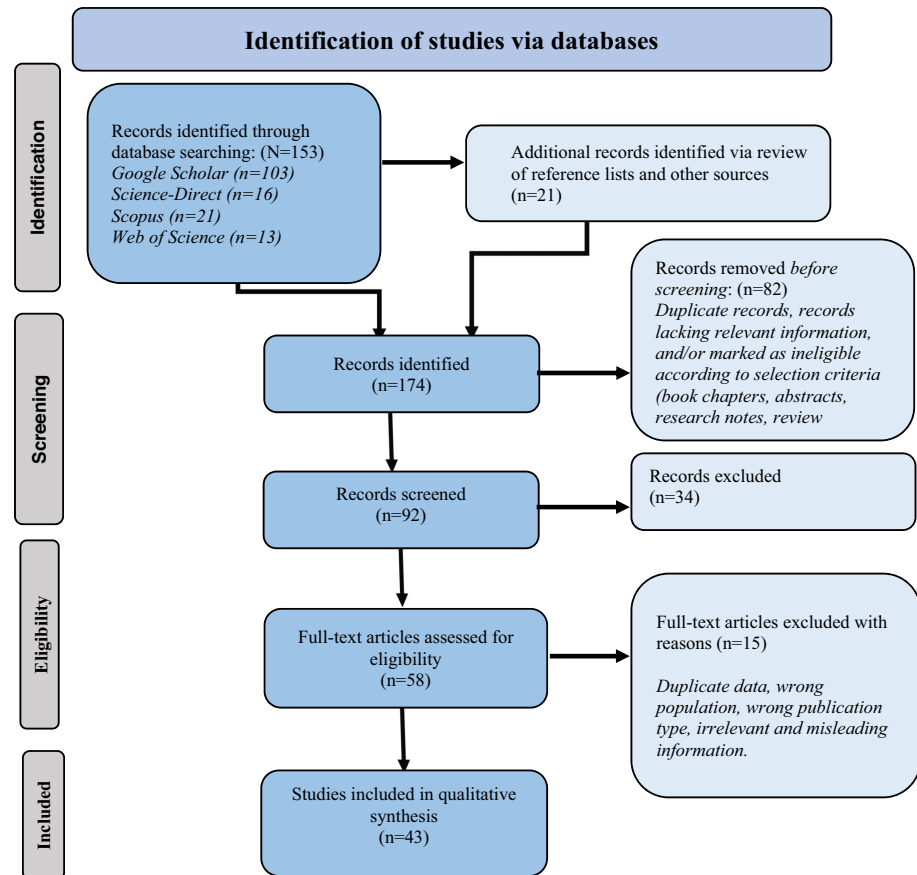 Identification of studies via databases
Identification
Records identified through
database searching: (N=153)
Google Scholar (n=103)
Science-Direct (n=16)
Scopus (n=21)
Web of Science (n=13)
Additional records identified via review
of reference lists and other sources
(n=21)
Screening
Records identified
(n=174)
Records removed before
screening: (n=82)
Duplicate records, records
lacking relevant information,
and/or marked as ineligible
according to selection criteria
(book chapters, abstracts,
research notes, review
Records screened
(n=92)
Records excluded
(n=34)
Eligibility
Full-text articles assessed for
eligibility
(n=58)
Full-text articles excluded with
reasons (n=15)
Duplicate data, wrong
population, wrong publication
type, irrelevant and misleading
information.
Included
Studies included in qualitative
synthesis
(n=43)